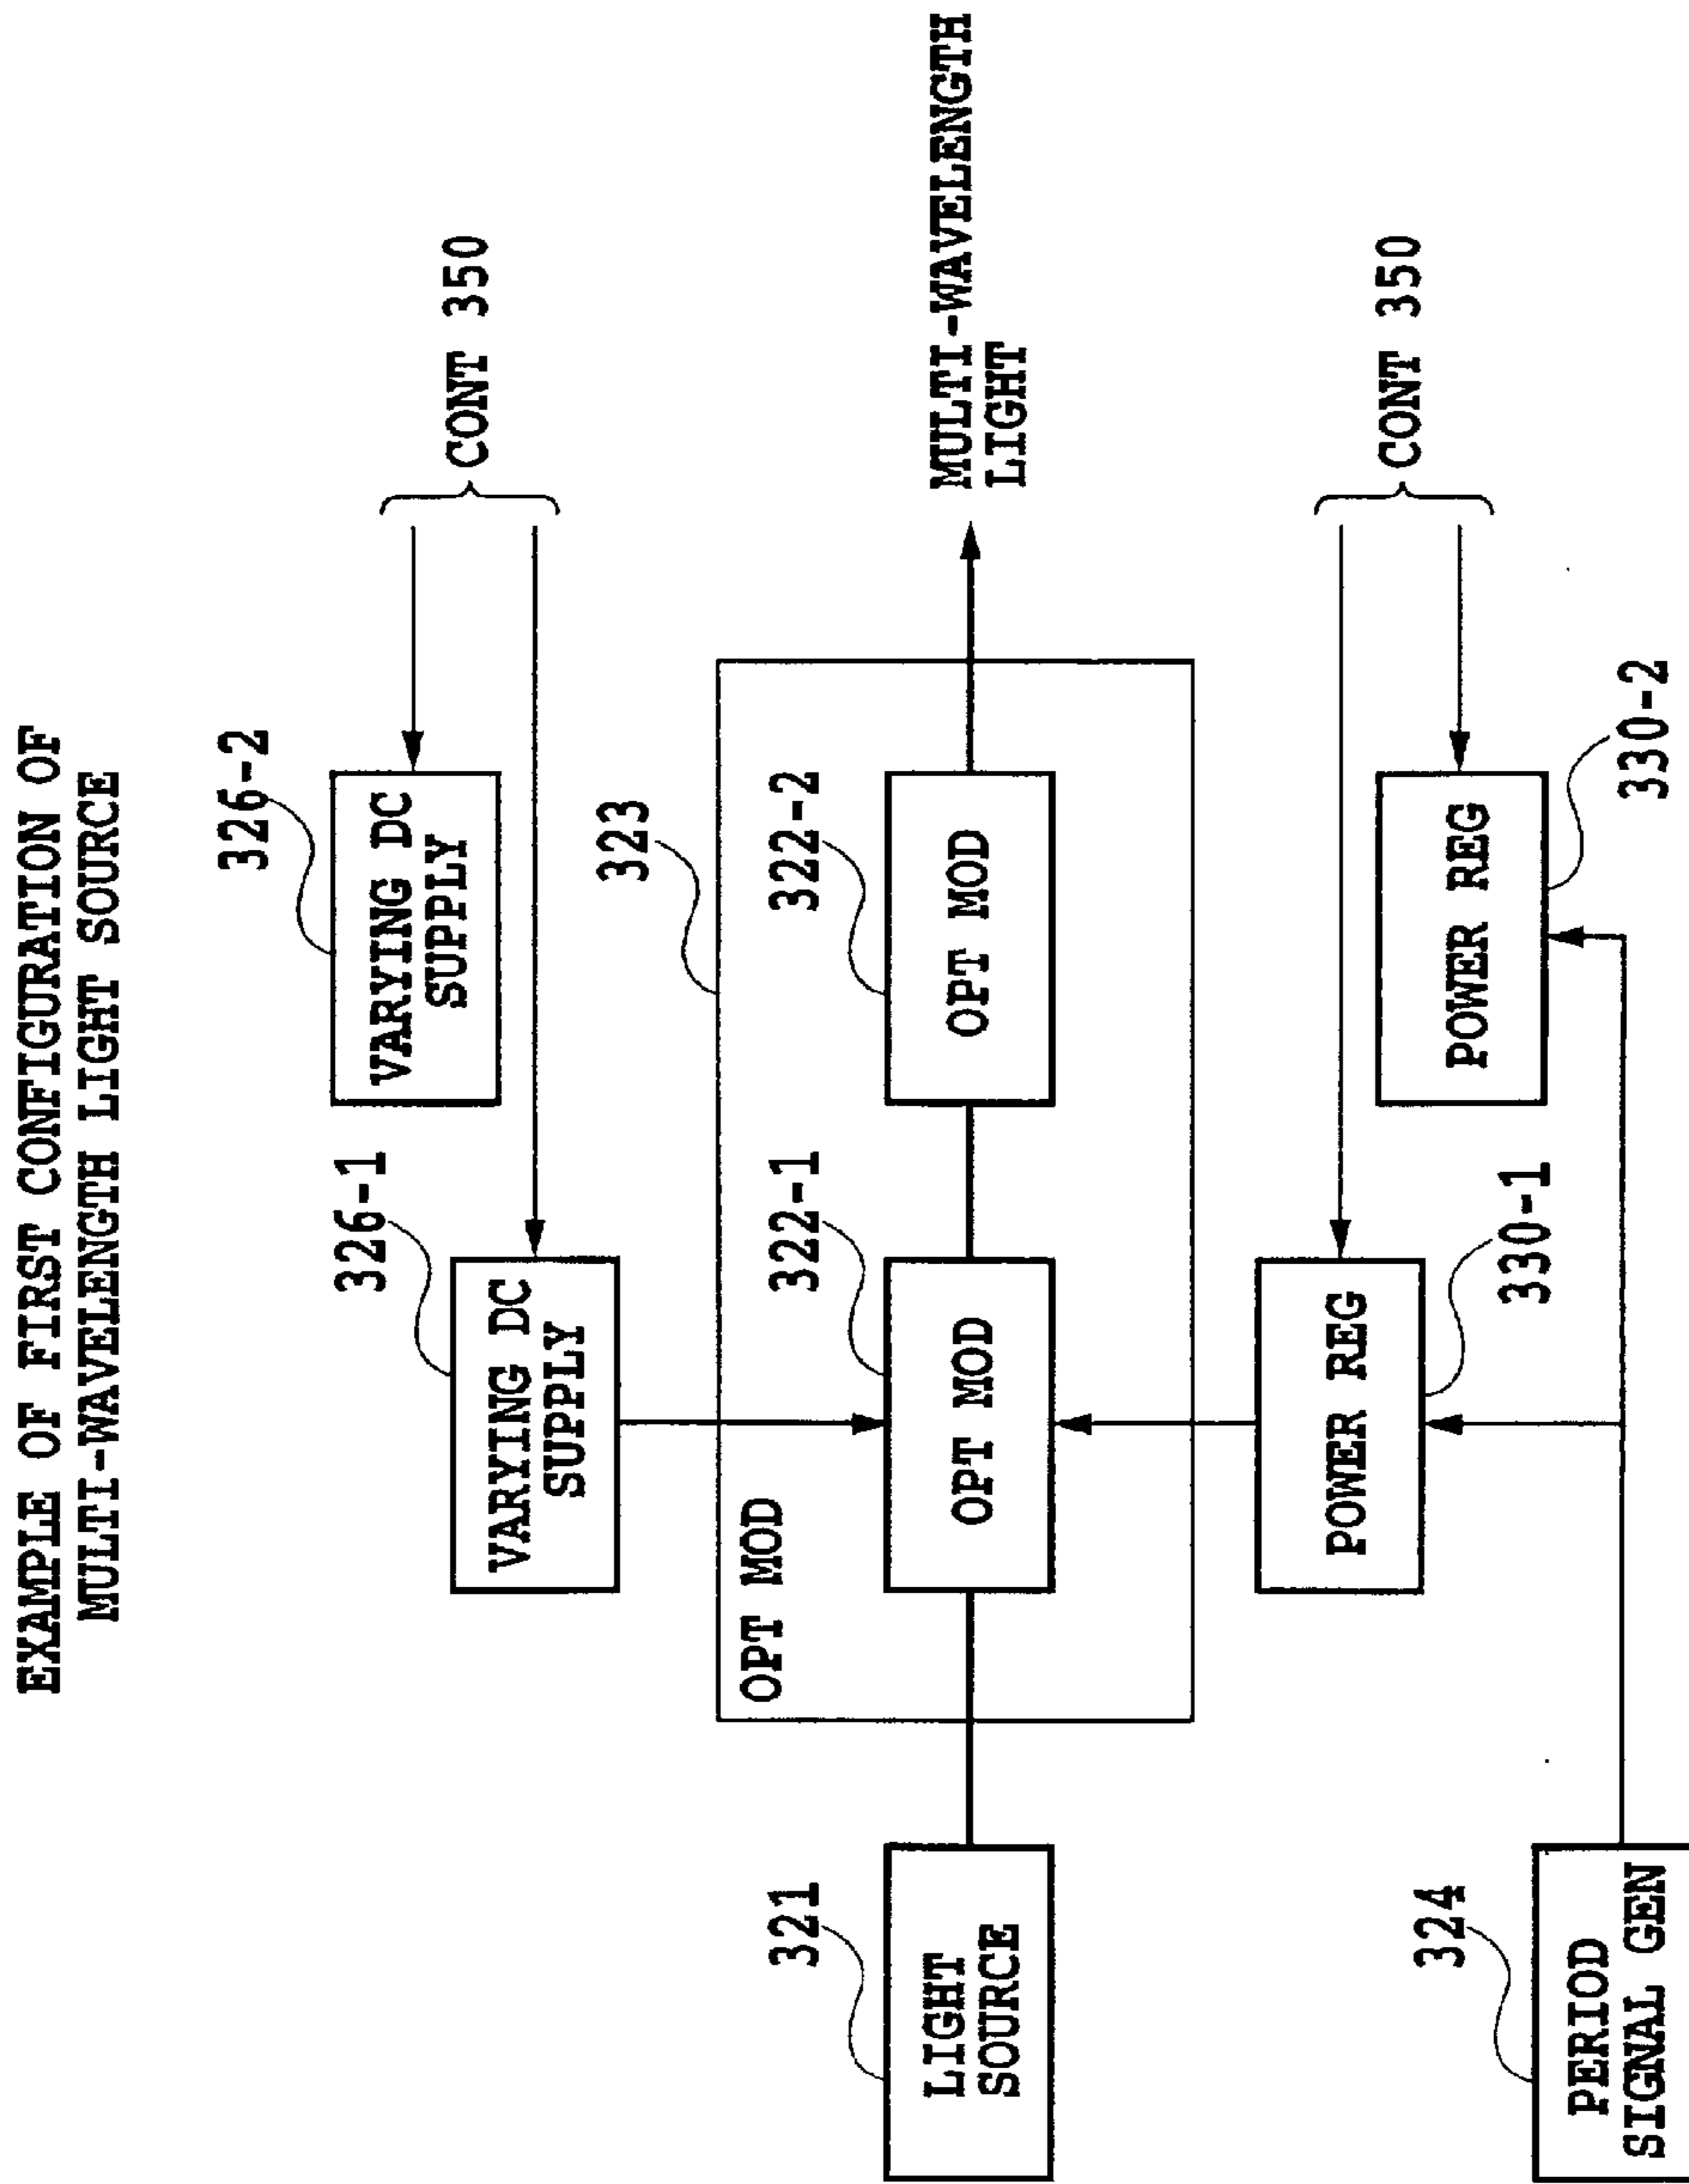 EXAMPLE OF FIRST CONFIGURATION OF
MULTI-WAVELENGTH LIGHT SOURCE
326-2
VARYING DC
SUPPLY
CONT 350
326-1
VARYING DC
SUPPLY
323
OPT MOD
321
LIGHT
SOURCE
322-1
OPT MOD
322-2
OPT MOD
MULTI-WAVELENGTH
LIGHT
CONT 350
POWER REG
330-1
POWER REG
330-2
324
PERIOD
SIGNAL GEN